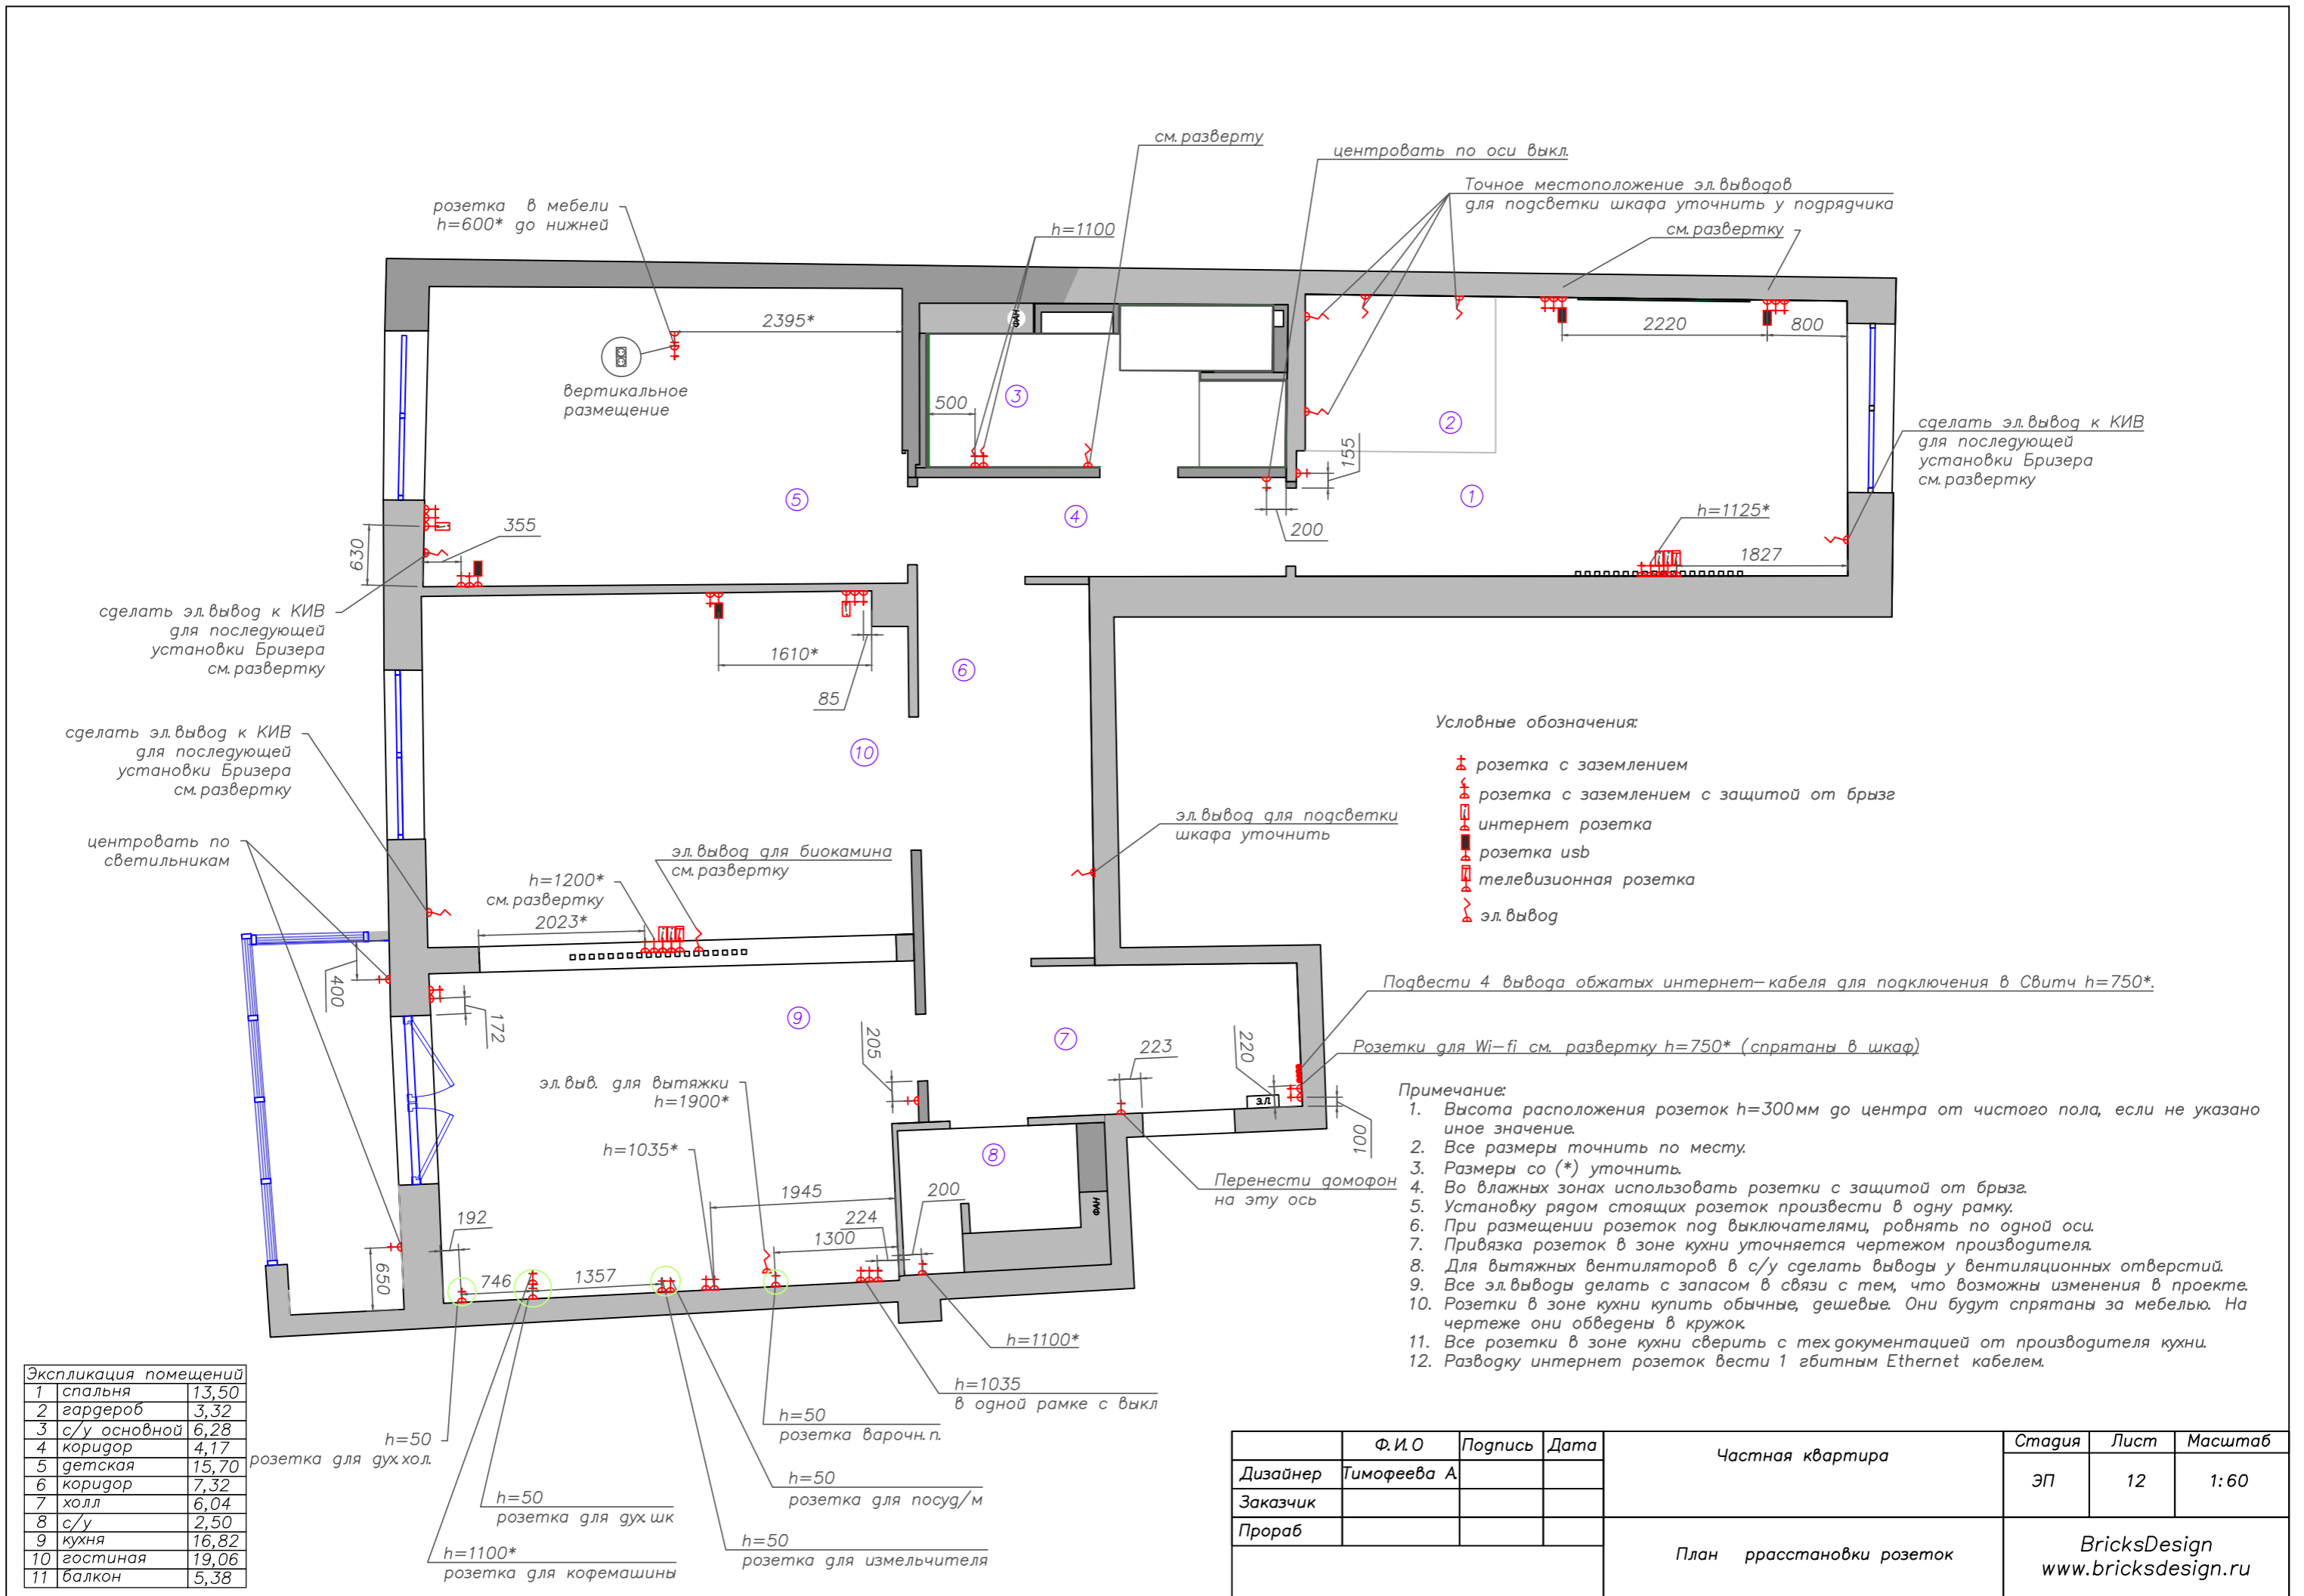 см.разверту
центровать по оси выкл.
Точное местоположение эл.выводов
для подсветки шкафа уточнить у подрядчика
розетка в мебели
h=600* до нижней
h=1100
см.развертку
2395*
ФАН
2220
800
вертикальное
размещение
500
3
2
сделать эл.вывод к КИВ
для последующей
установки Бризера
см.развертку
155
5
1
4
h=1125*
355
200
630
1827
сделать эл.вывод к КИВ
для последующей
установки Бризера
см.развертку
1610*
6
85
Условные обозначения:
сделать эл.вывод к КИВ
для последующей
установки Бризера
см.развертку
10
розетка с заземлением
розетка с заземлением с защитой от брызг
интернет розетка
розетка usb
телевизионная розетка
эл.вывод
эл.вывод для подсветки
шкафа уточнить
центровать по
светильникам
эл.вывод для биокамина
см.развертку
h=1200*
см.развертку
2023*
400
172
9
205
7
223
220
Подвести 4 вывода обжатых интернет-кабеля для подключения в Свитч h=750*.
Розетки для Wi-fi см. развертку h=750* (спрятаны в шкаф)
эл.выв. для вытяжки
h=1900*
эл
100
h=1035*
8
Перенести домофон
на эту ось
1945
200
ФАН
192
224
1300
650
746
1357
h=1100*
h=1035
в одной рамке с выкл
h=50
розетка варочн.п.
h=50
розетка для дух.хол.
h=50
розетка для посуд/м
h=50
розетка для дух.шк
h=50
розетка для измельчителя
h=1100*
розетка для кофемашины
Примечание:
1. Высота расположения розеток h=300мм до центра от чистого пола, если не указано
иное значение.
2. Все размеры точнить по месту.
3. Размеры со (*) уточнить.
4. Во влажных зонах использовать розетки с защитой от брызг.
5. Установку рядом стоящих розеток произвести в одну рамку.
6. При размещении розеток под выключателями, ровнять по одной оси.
7. Привязка розеток в зоне кухни уточняется чертежом производителя.
8. Для вытяжных вентиляторов в с/у сделать выводы у вентиляционных отверстий.
9. Все эл.выводы делать с запасом в связи с тем, что возможны изменения в проекте.
10. Розетки в зоне кухни купить обычные, дешевые. Они будут спрятаны за мебелью. На
чертеже они обведены в кружок.
11. Все розетки в зоне кухни сверить с тех.документацией от производителя кухни.
12. Разводку интернет розеток вести 1 гбитным Ethernet кабелем.
Экспликация помещений
1 спальня 13,50
2 гардероб 3,32
3 с/у основной 6,28
4 коридор 4,17
5 детская 15,70
6 коридор 7,32
7 холл 6,04
8 с/у 2,50
9 кухня 16,82
10 гостиная 19,06
11 балкон 5,38
Ф.И.О Подпись Дата
Дизайнер Тимофеева А.
Заказчик
Прораб
Частная квартира
План ррасстановки розеток
Стадия Лист Масштаб
ЭП 12 1:60
BricksDesign
www.bricksdesign.ru